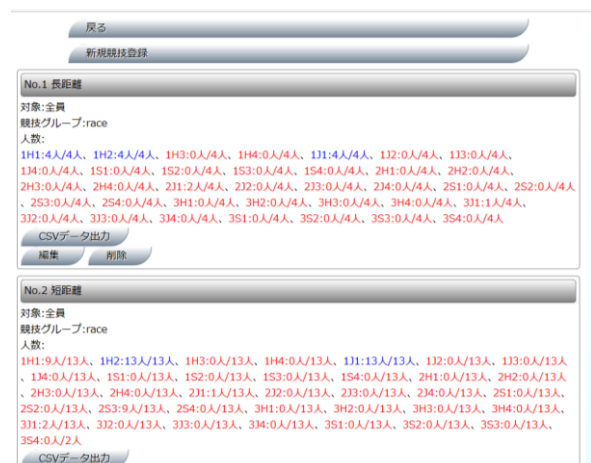 戻る
新規競技登録
No.1 長距離
対象:全員
競技グループ:race
人数:
1H1:4人/4人、1H2:4人/4人、1H3:0人/4人、1H4:0人/4人、1J1:4人/4人、1J2:0人/4人、1J3:0人/4人、
1J4:0人/4人、1S1:0人/4人、1S2:0人/4人、1S3:0人/4人、1S4:0人/4人、2H1:0人/4人、2H2:0人/4人、
2H3:0人/4人、2H4:0人/4人、2J1:2人/4人、2J2:0人/4人、2J3:0人/4人、2J4:0人/4人、2S1:0人/4人、2S2:0人/4人
、2S3:0人/4人、2S4:0人/4人、3H1:0人/4人、3H2:0人/4人、3H3:0人/4人、3H4:0人/4人、3J1:1人/4人、
3J2:0人/4人、3J3:0人/4人、3J4:0人/4人、3S1:0人/4人、3S2:0人/4人、3S3:0人/4人、3S4:0人/4人
CSVデータ出力
編集 削除
No.2 短距離
対象:全員
競技グループ:race
人数:
1H1:9人/13人、1H2:13人/13人、1H3:0人/13人、1H4:0人/13人、1J1:13人/13人、1J2:0人/13人、1J3:0人/13人
、1J4:0人/13人、1S1:0人/13人、1S2:0人/13人、1S3:0人/13人、1S4:0人/13人、2H1:0人/13人、2H2:0人/13人
、2H3:0人/13人、2H4:0人/13人、2J1:1人/13人、2J2:0人/13人、2J3:0人/13人、2J4:0人/13人、2S1:0人/13人、
2S2:0人/13人、2S3:9人/13人、2S4:0人/13人、3H1:0人/13人、3H2:0人/13人、3H3:0人/13人、3H4:0人/13人、
3J1:2人/13人、3J2:0人/13人、3J3:0人/13人、3J4:0人/13人、3S1:0人/13人、3S2:0人/13人、3S3:0人/13人、
3S4:0人/2人
CSVデータ出力